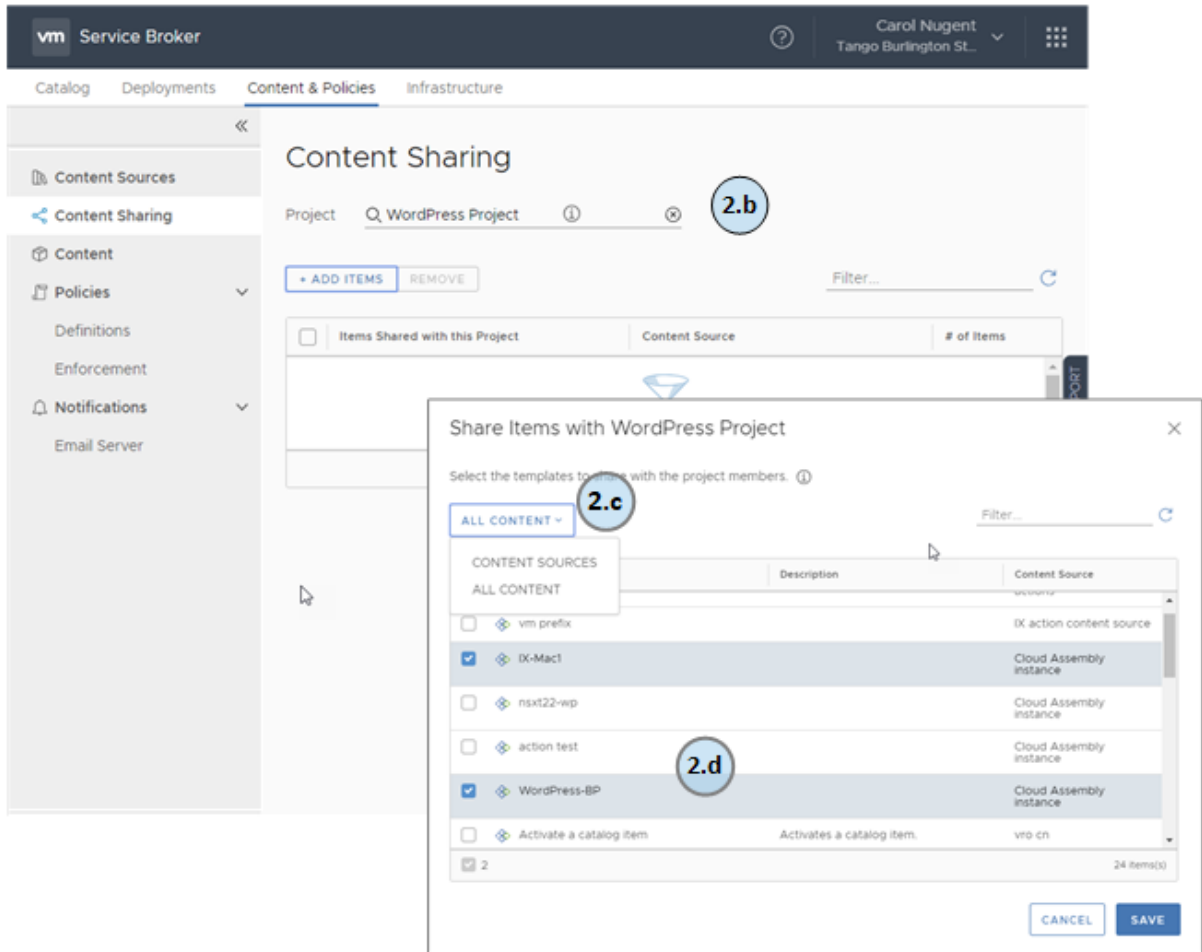 vm Service Broker
Carol Nugent
Tango Burlington St...
Catalog Deployments Content & Policies Infrastructure
Content Sources
Content Sharing
Content
Policies
Definitions
Enforcement
Notifications
Email Server
Content Sharing
Project WordPress Project
2.b
+ ADD ITEMS REMOVE
Filter...
Items Shared with this Project Content Source # of Items
PORT
Share Items with WordPress Project
Select the templates to share with the project members.
2.c
ALL CONTENT
Filter...
CONTENT SOURCES
ALL CONTENT
Description Content Source
actions
vm prefix IX action content source
IX-Mac1 Cloud Assembly
instance
nsxt22-wp Cloud Assembly
instance
action test Cloud Assembly
instance
2.d
WordPress-BP Cloud Assembly
instance
Activate a catalog item Activates a catalog item. vro cn
2 24 items(s)
CANCEL SAVE